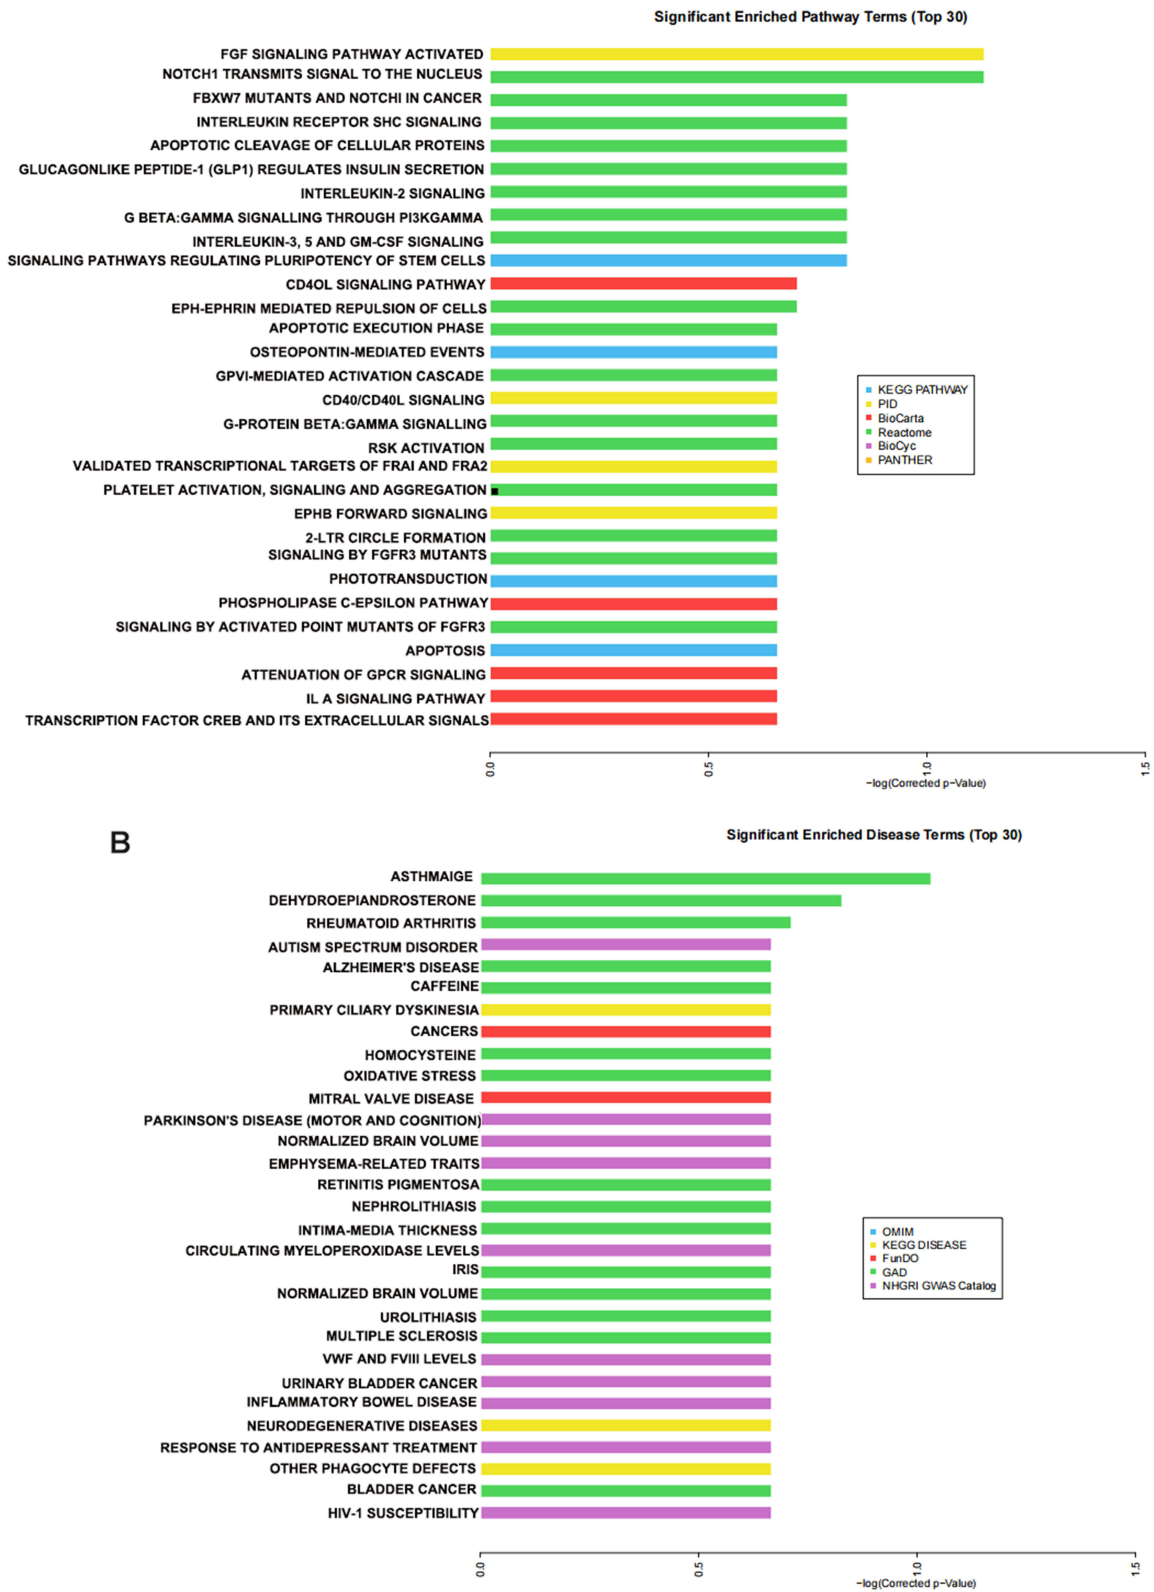 Significant Enriched Pathway Terms (Top 30)
FGF SIGNALING PATHWAY ACTIVATED
NOTCH1 TRANSMITS SIGNAL TO THE NUCLEUS
FBXW7 MUTANTS AND NOTCHI IN CANCER
INTERLEUKIN RECEPTOR SHC SIGNALING
APOPTOTIC CLEAVAGE OF CELLULAR PROTEINS
GLUCAGONLIKE PEPTIDE-1 (GLP1) REGULATES INSULIN SECRETION
INTERLEUKIN-2 SIGNALING
G BETA:GAMMA SIGNALLING THROUGH PI3KGAMMA
INTERLEUKIN-3, 5 AND GM-CSF SIGNALING
SIGNALING PATHWAYS REGULATING PLURIPOTENCY OF STEM CELLS
CD4OL SIGNALING PATHWAY
EPH-EPHRIN MEDIATED REPULSION OF CELLS
APOPTOTIC EXECUTION PHASE
OSTEOPONTIN-MEDIATED EVENTS
GPVI-MEDIATED ACTIVATION CASCADE
CD40/CD40L SIGNALING
G-PROTEIN BETA:GAMMA SIGNALLING
RSK ACTIVATION
VALIDATED TRANSCRIPTIONAL TARGETS OF FRAI AND FRA2
PLATELET ACTIVATION, SIGNALING AND AGGREGATION
EPHB FORWARD SIGNALING
2-LTR CIRCLE FORMATION
SIGNALING BY FGFR3 MUTANTS
PHOTOTRANSDUCTION
PHOSPHOLIPASE C-EPSILON PATHWAY
SIGNALING BY ACTIVATED POINT MUTANTS OF FGFR3
APOPTOSIS
ATTENUATION OF GPCR SIGNALING
IL A SIGNALING PATHWAY
TRANSCRIPTION FACTOR CREB AND ITS EXTRACELLULAR SIGNALS
KEGG PATHWAY
PID
BioCarta
Reactome
BioCyc
PANTHER
0.0 0.5 1.0 1.5
−log(Corrected p−Value)
B
Significant Enriched Disease Terms (Top 30)
ASTHMAIGE
DEHYDROEPIANDROSTERONE
RHEUMATOID ARTHRITIS
AUTISM SPECTRUM DISORDER
ALZHEIMER'S DISEASE
CAFFEINE
PRIMARY CILIARY DYSKINESIA
CANCERS
HOMOCYSTEINE
OXIDATIVE STRESS
MITRAL VALVE DISEASE
PARKINSON'S DISEASE (MOTOR AND COGNITION)
NORMALIZED BRAIN VOLUME
EMPHYSEMA-RELATED TRAITS
RETINITIS PIGMENTOSA
NEPHROLITHIASIS
INTIMA-MEDIA THICKNESS
CIRCULATING MYELOPEROXIDASE LEVELS
IRIS
NORMALIZED BRAIN VOLUME
UROLITHIASIS
MULTIPLE SCLEROSIS
VWF AND FVIII LEVELS
URINARY BLADDER CANCER
INFLAMMATORY BOWEL DISEASE
NEURODEGENERATIVE DISEASES
RESPONSE TO ANTIDEPRESSANT TREATMENT
OTHER PHAGOCYTE DEFECTS
BLADDER CANCER
HIV-1 SUSCEPTIBILITY
OMIM
KEGG DISEASE
FunDO
GAD
NHGRI GWAS Catalog
0.0 0.5 1.0 1.5
−log(Corrected p−Value)